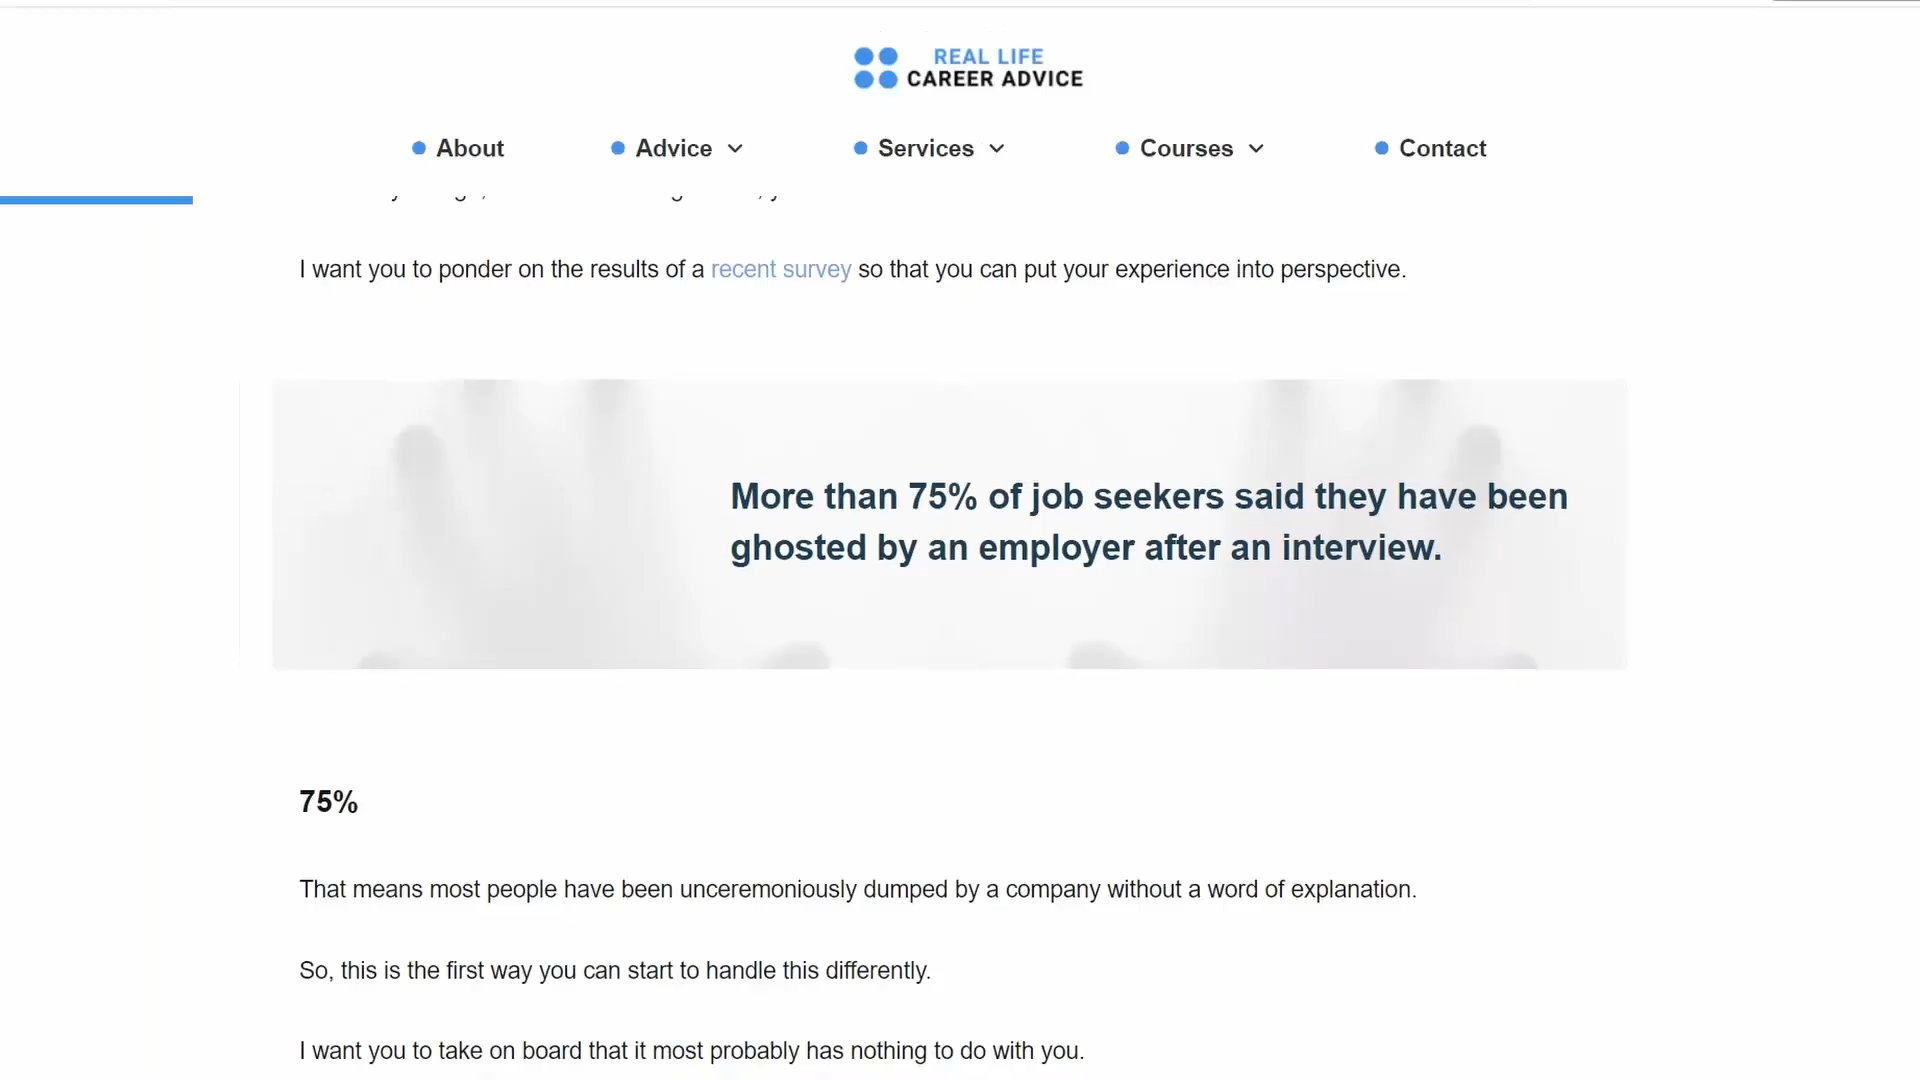 REAL LIFE
CAREER ADVICE
About
Advice
Services
Courses
Contact
I want you to ponder on the results of a recent survey so that you can put your experience into perspective.
More than 75% of job seekers said they have been
ghosted by an employer after an interview.
75%
That means most people have been unceremoniously dumped by a company without a word of explanation.
So, this is the first way you can start to handle this differently.
I want you to take on board that it most probably has nothing to do with you.